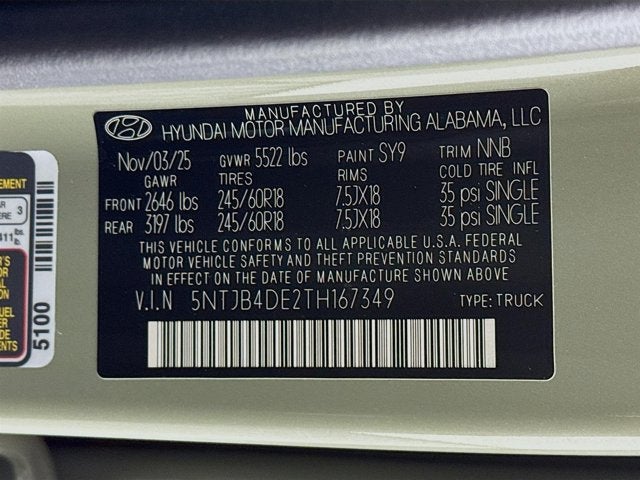 MANUFACTURED BY
HYUNDAI MOTOR MANUFACTURING ALABAMA, LLC
Nov/03/25 GVWR 5522 lbs PAINT SY9 TRIM NNB
GAWR TIRES RIMS COLD TIRE INFL
FRONT 2646 lbs 245/60R18 7.5JX18 35 psi SINGLE
REAR 3197 lbs 245/60R18 7.5JX18 35 psi SINGLE
THIS VEHICLE CONFORMS TO ALL APPLICABLE U.S.A. FEDERAL
MOTOR VEHICLE SAFETY AND THEFT PREVENTION STANDARDS
IN EFFECT ON THE DATE OF MANUFACTURE SHOWN ABOVE
V.I.N 5NTJB4DE2TH167349 TYPE: TRUCK
5100